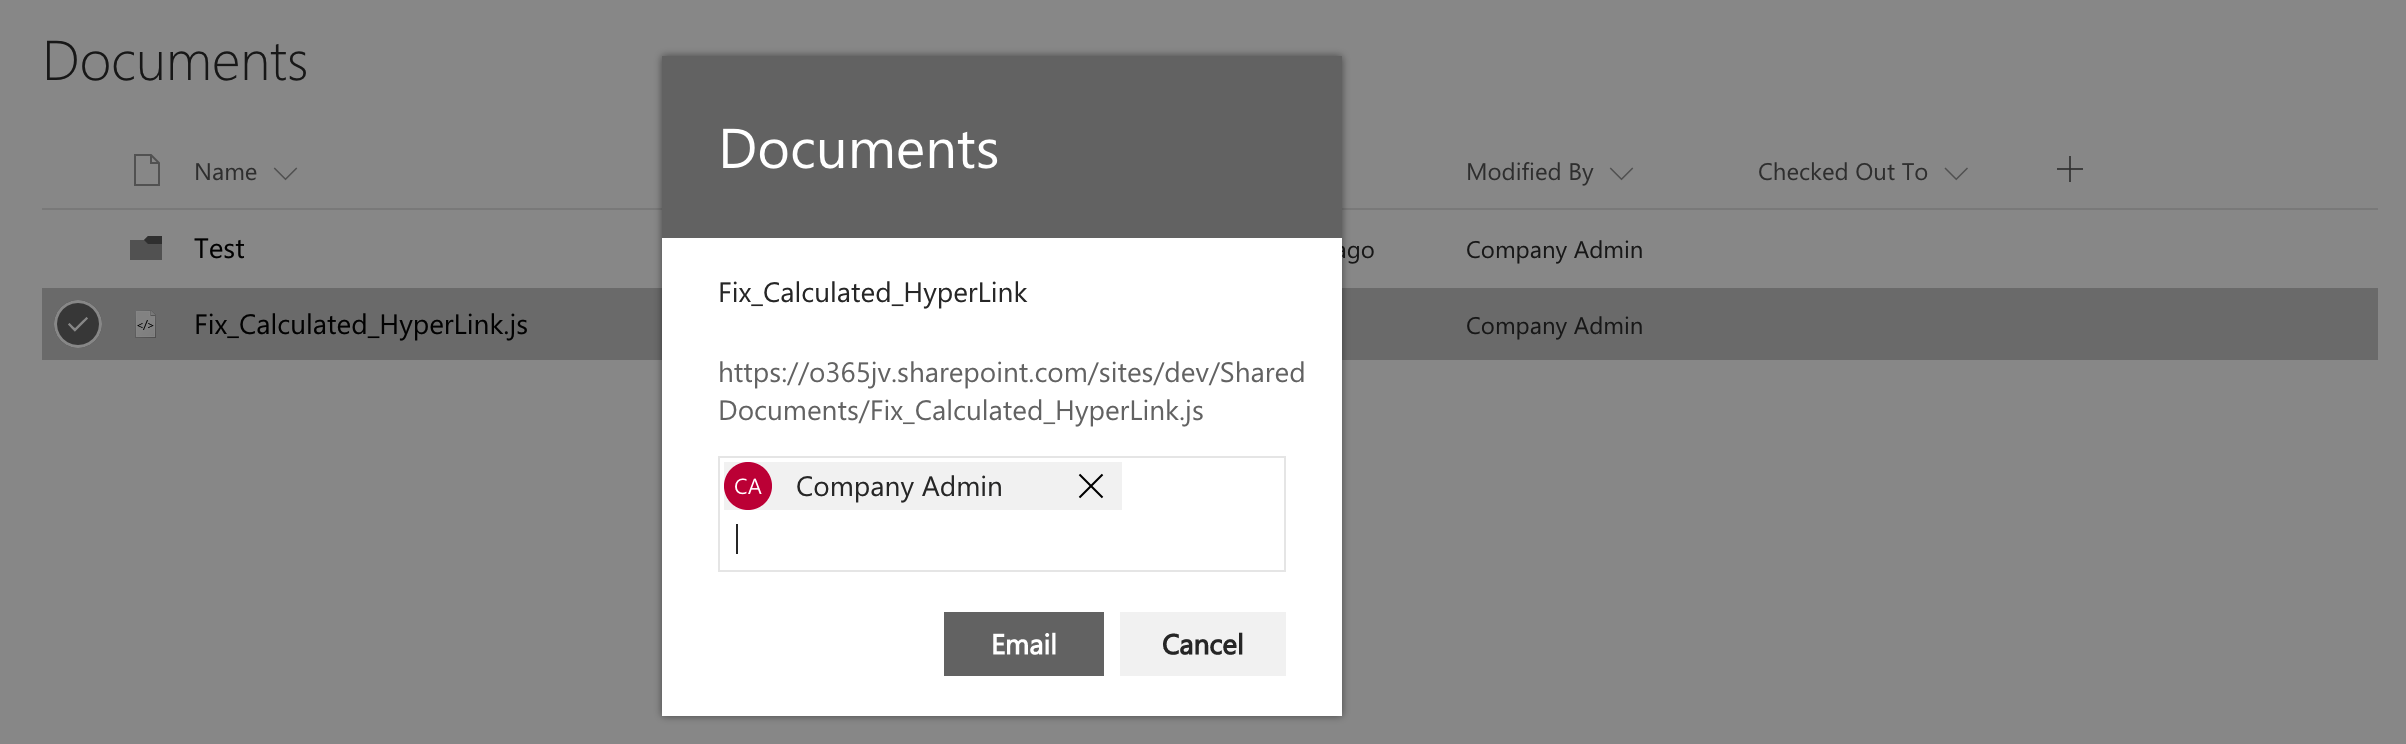 Documents
Documents
Name
Modified By
Checked Out To
Test
ago
Company Admin
Fix_Calculated_HyperLink.js
Company Admin
Fix_Calculated_HyperLink
https://o365jv.sharepoint.com/sites/dev/Shared
Documents/Fix_Calculated_HyperLink.js
CA Company Admin
Email Cancel